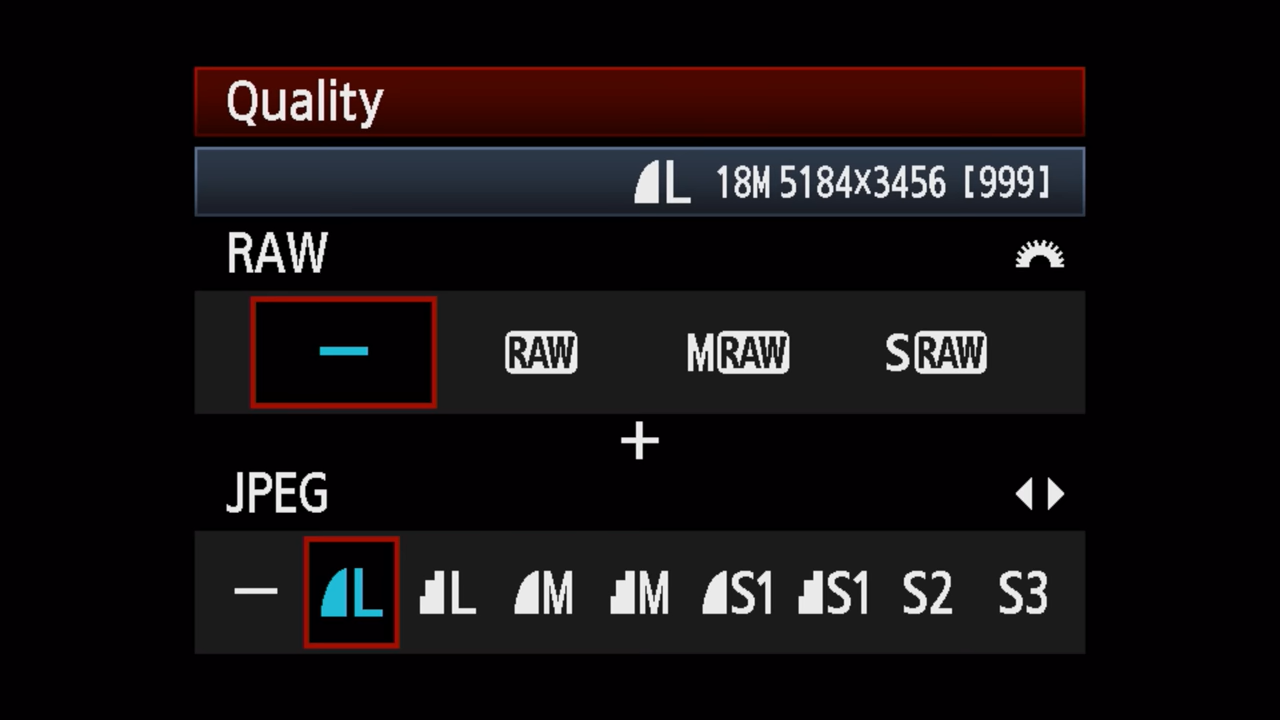 Quality
L 18M 5184x3456 [999]
RAW
— RAW MRAW SRAW
+
JPEG
— L L M M S1 S1 S2 S3